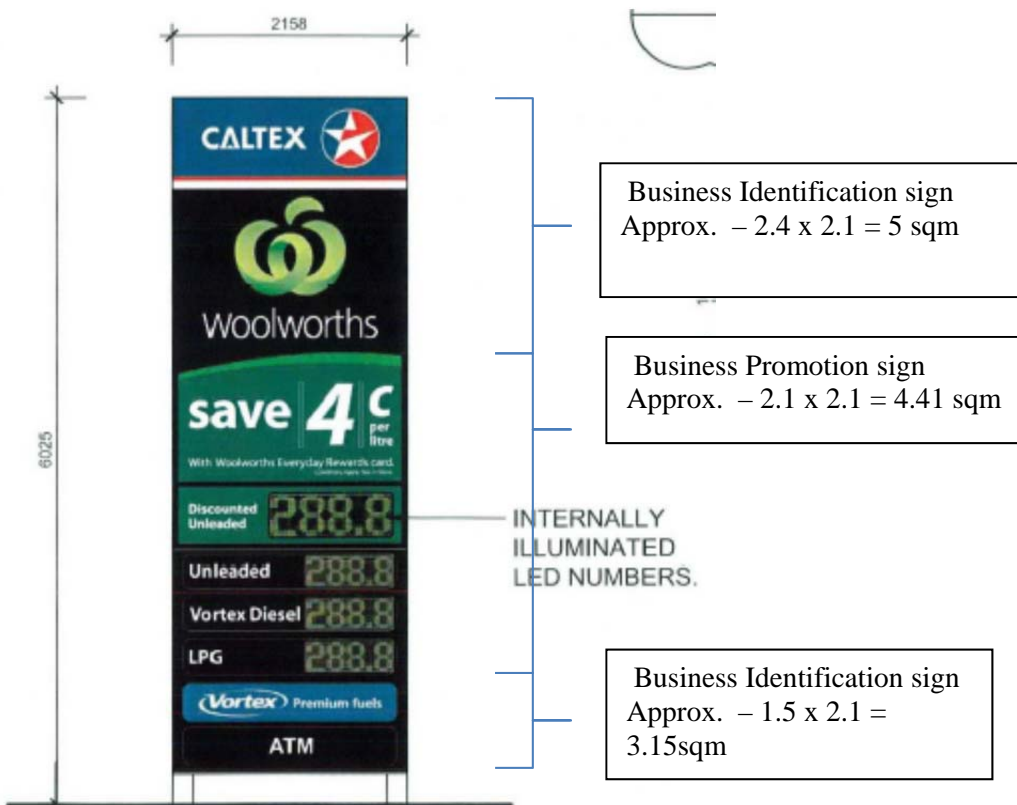 2158
6025
CALTEX
Woolworths
save 4 c per litre
With Woolworths Everyday Rewards card.
Discounted Unleaded 288.8
Unleaded 288.8
Vortex Diesel 288.8
LPG 288.8
Vortex Premium fuels
ATM
INTERNALLY
ILLUMINATED
LED NUMBERS.
Business Identification sign
Approx. – 2.4 x 2.1 = 5 sqm
Business Promotion sign
Approx. – 2.1 x 2.1 = 4.41 sqm
Business Identification sign
Approx. – 1.5 x 2.1 =
3.15sqm